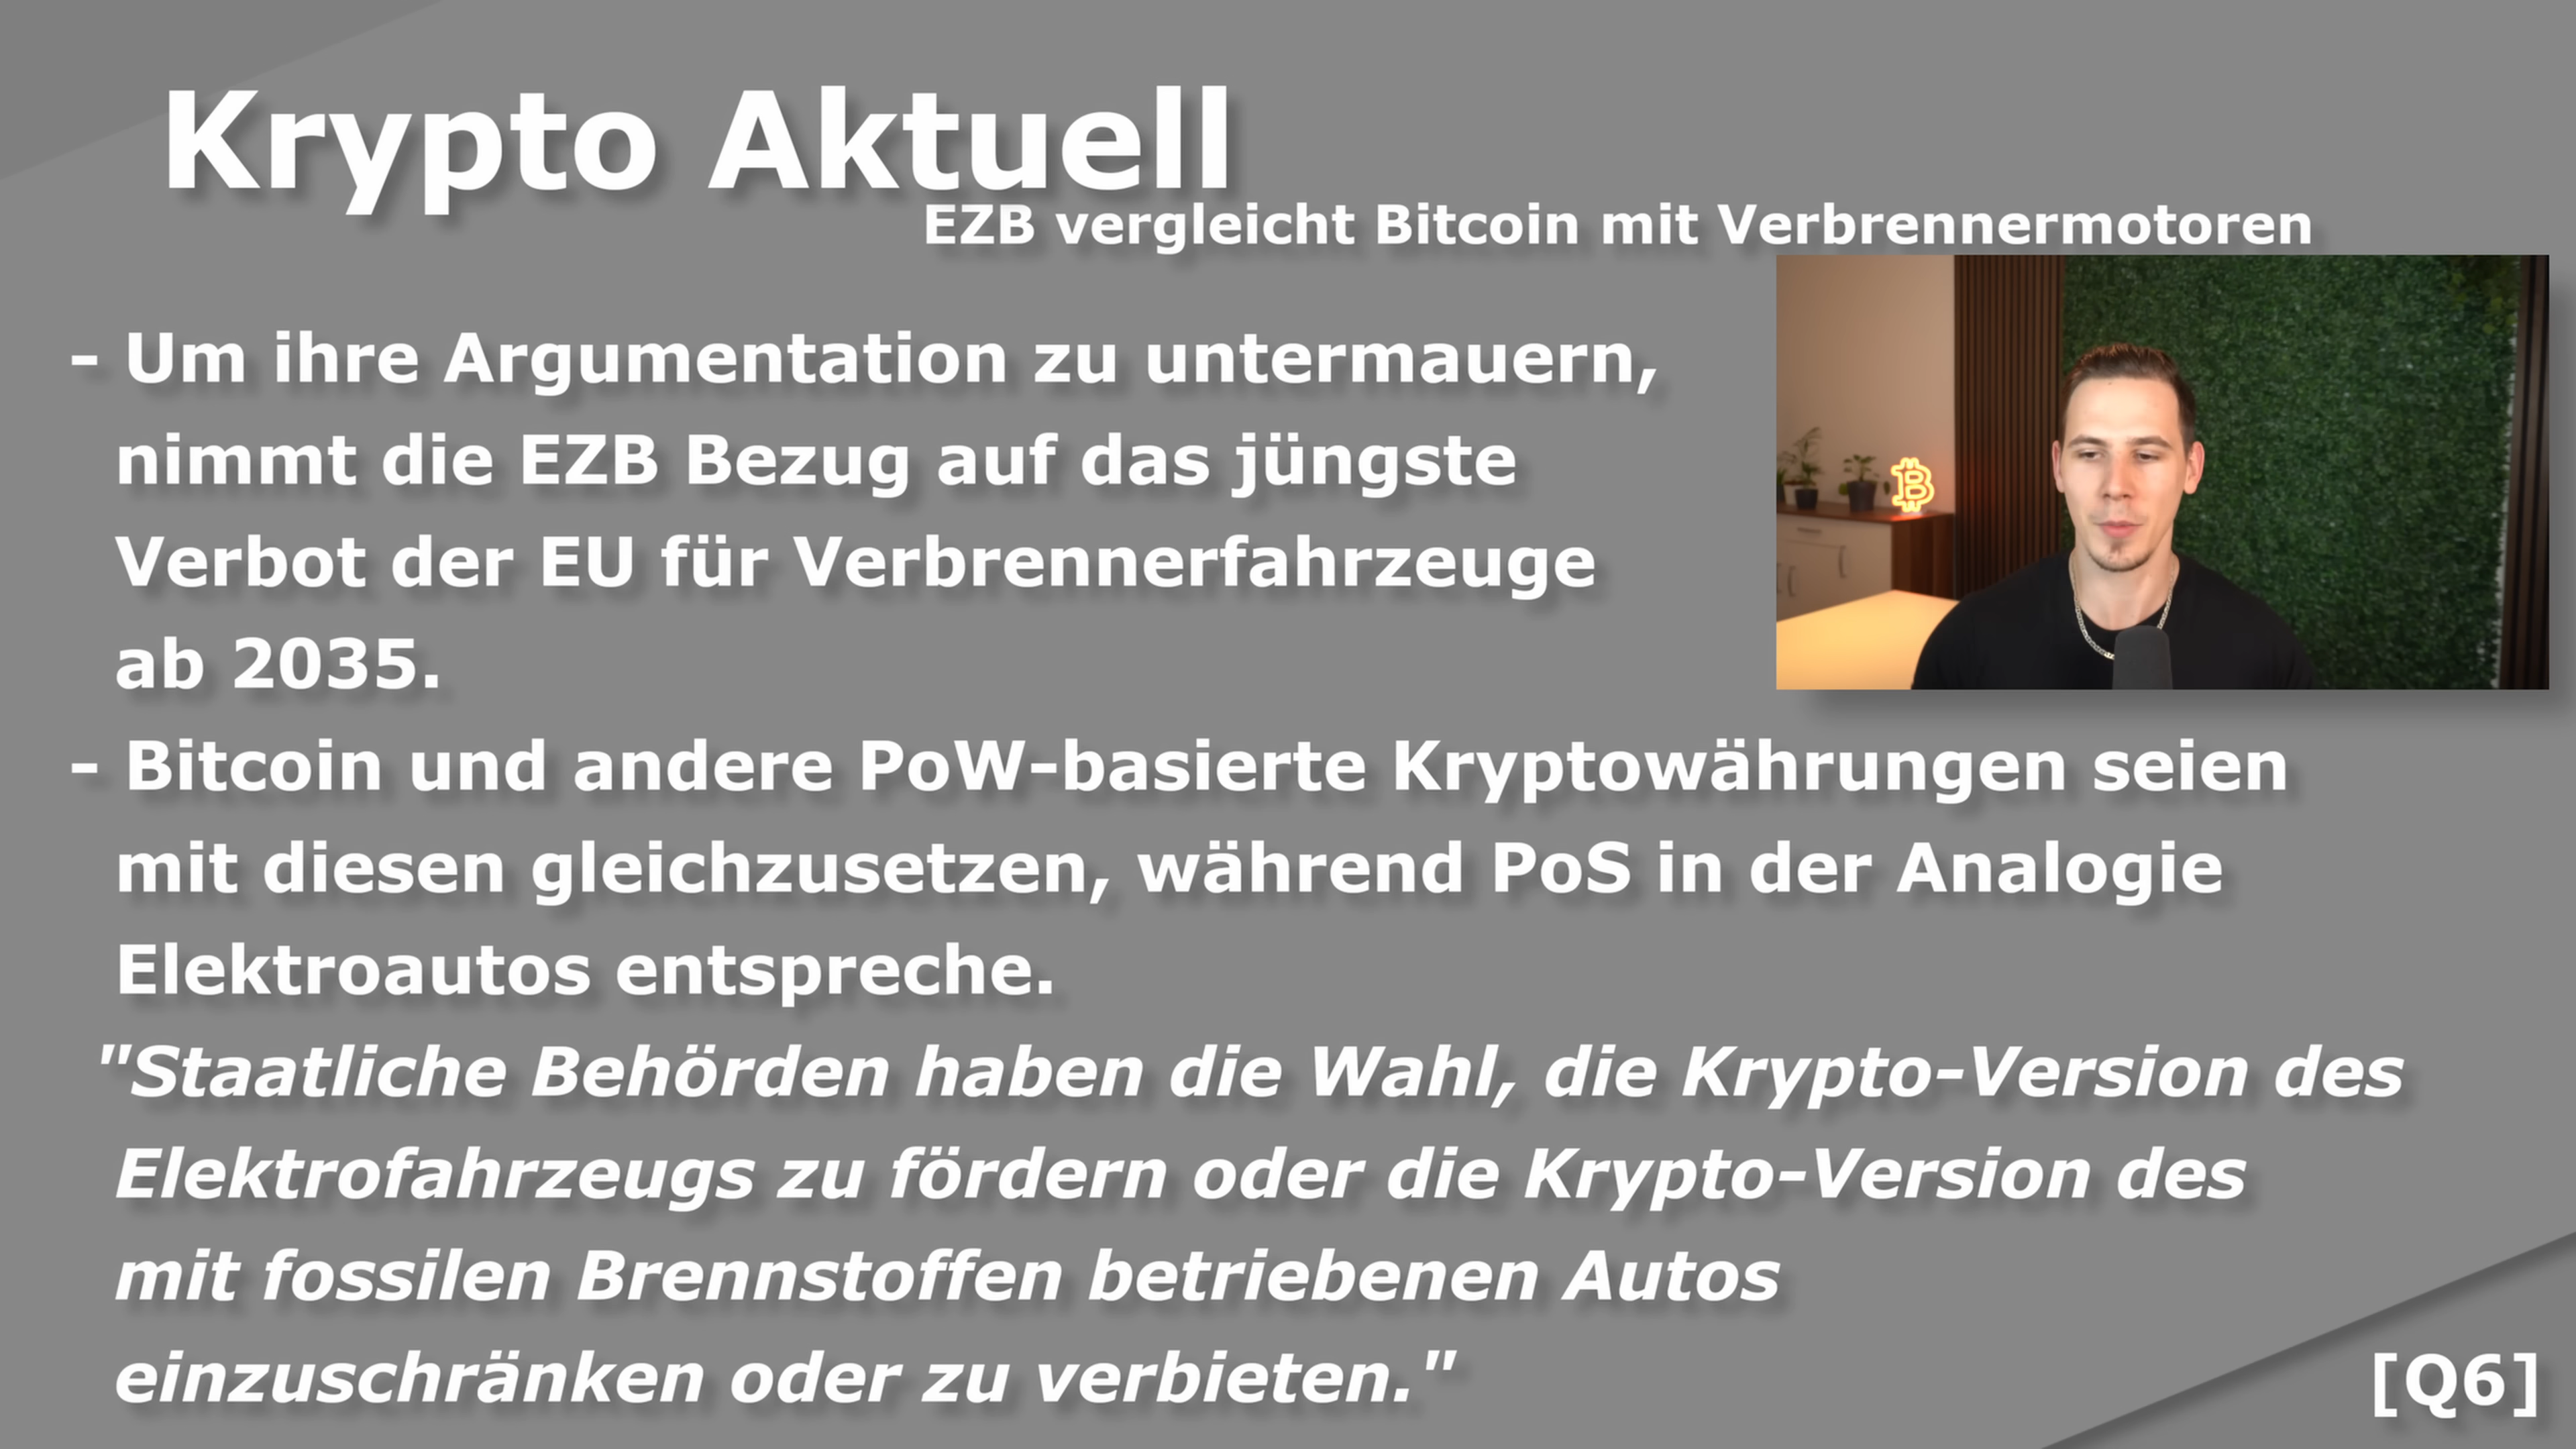 Krypto Aktuell
EZB vergleicht Bitcoin mit Verbrennermotoren
- Um ihre Argumentation zu untermauern,
nimmt die EZB Bezug auf das jüngste
Verbot der EU für Verbrennerfahrzeuge
ab 2035.
- Bitcoin und andere PoW-basierte Kryptowährungen seien
mit diesen gleichzusetzen, während PoS in der Analogie
Elektroautos entspreche.
"Staatliche Behörden haben die Wahl, die Krypto-Version des
Elektrofahrzeugs zu fördern oder die Krypto-Version des
mit fossilen Brennstoffen betriebenen Autos
einzuschränken oder zu verbieten."
[Q6]